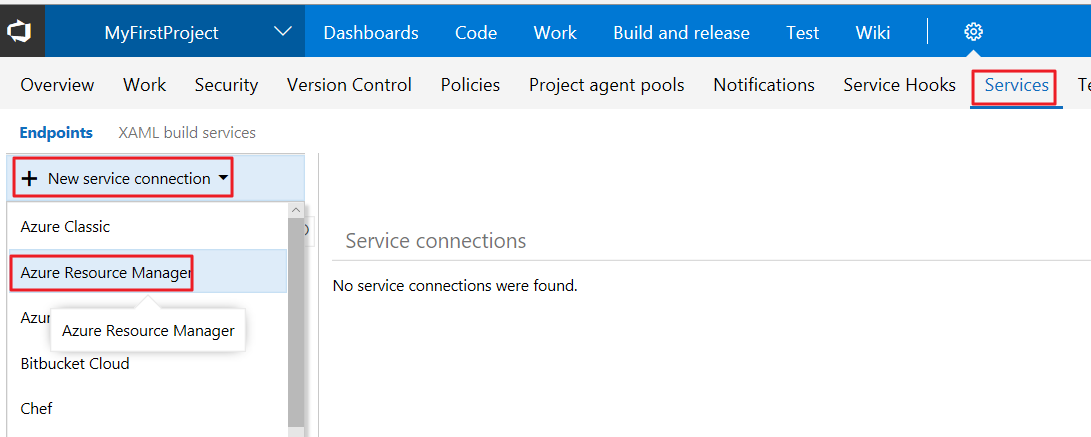 MyFirstProject Dashboards Code Work Build and release Test Wiki
Overview Work Security Version Control Policies Project agent pools Notifications Service Hooks Services
Endpoints XAML build services
+ New service connection
Azure Classic
Service connections
Azure Resource Manager
No service connections were found.
Azure Resource Manager
Bitbucket Cloud
Chef